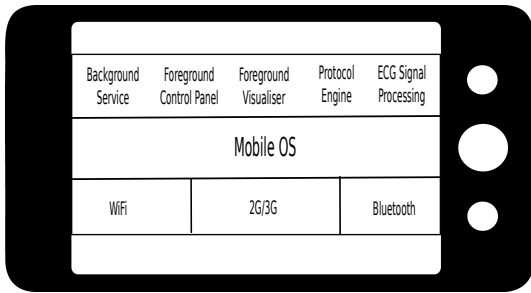 Background Foreground Foreground Protocol ECG Signal
Service Control Panel Visualiser Engine Processing
Mobile OS
WiFi 2G/3G Bluetooth